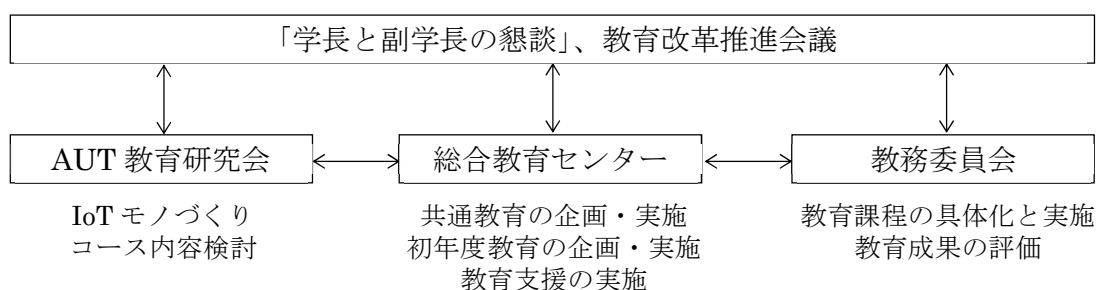 「学長と副学長の懇談」、教育改革推進会議
AUT 教育研究会
総合教育センター
教務委員会
IoT モノづくり
コース内容検討
共通教育の企画・実施
初年度教育の企画・実施
教育支援の実施
教育課程の具体化と実施
教育成果の評価